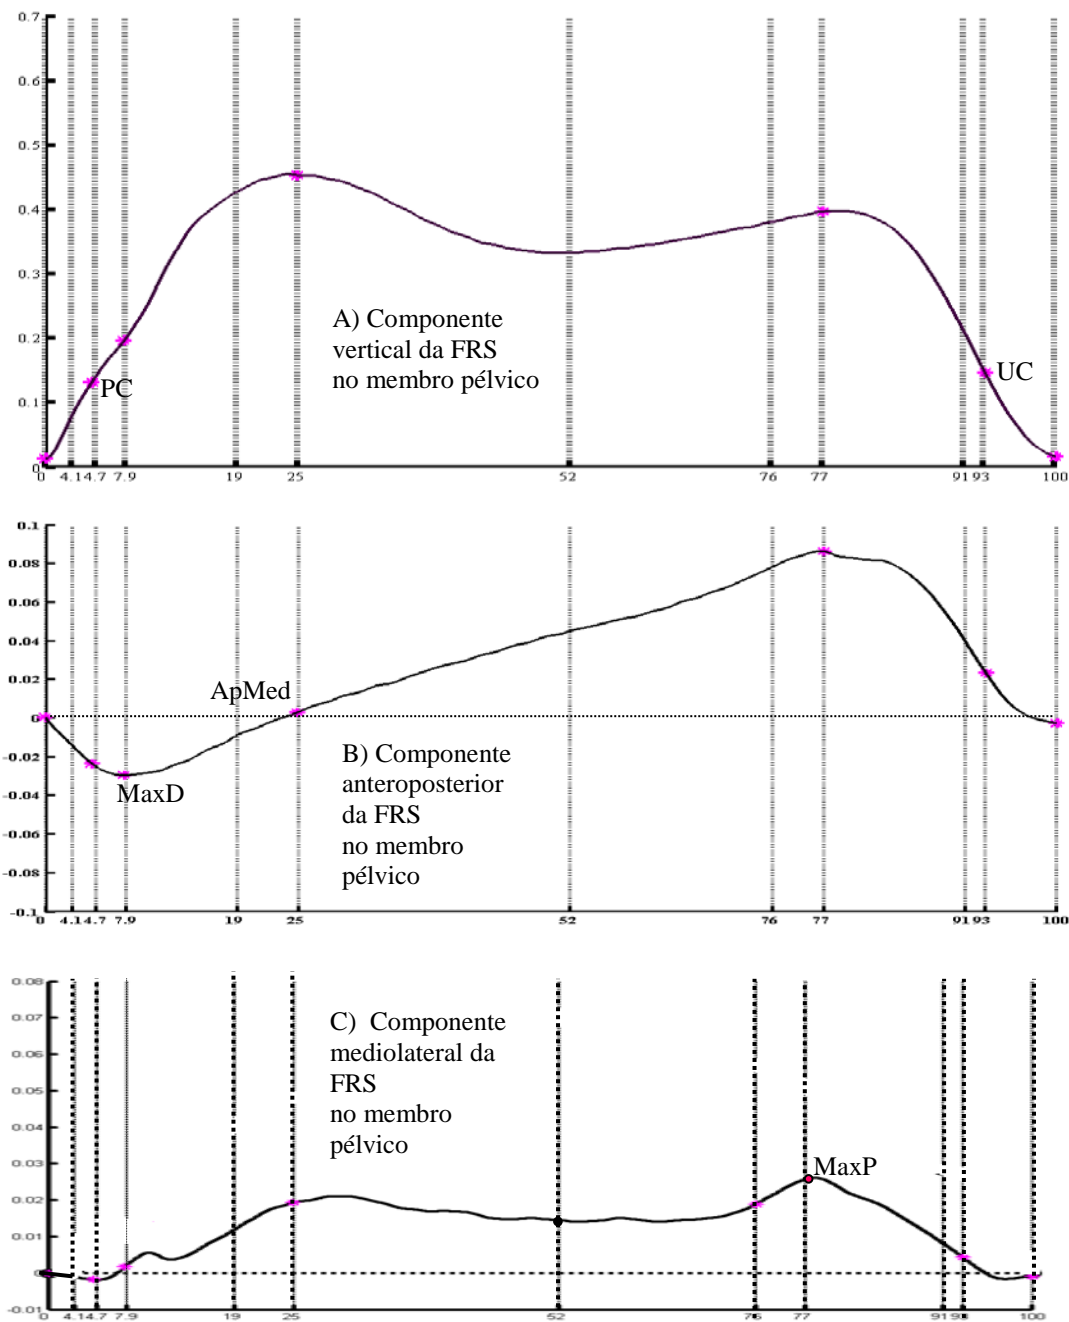 0.7
0.6
0.5
0.4
0.3
0.2
0.1
0
A) Componente
vertical da FRS
no membro pélvico
PC
UC
0 4.1 4.7 7.9 19 25 52 76 77 91 93 100
0.1
0.08
0.06
0.04
0.02
0
-0.02
-0.04
-0.06
-0.08
-0.1
ApMed
MaxD
B) Componente
anteroposterior
da FRS
no membro
pélvico
0 4.1 4.7 7.9 19 25 52 76 77 91 93 100
0.08
0.07
0.06
0.05
0.04
0.03
0.02
0.01
0
-0.01
C) Componente
mediolateral da
FRS
no membro
pélvico
MaxP
0 4.1 4.7 7.9 19 25 52 76 77 91 93 100